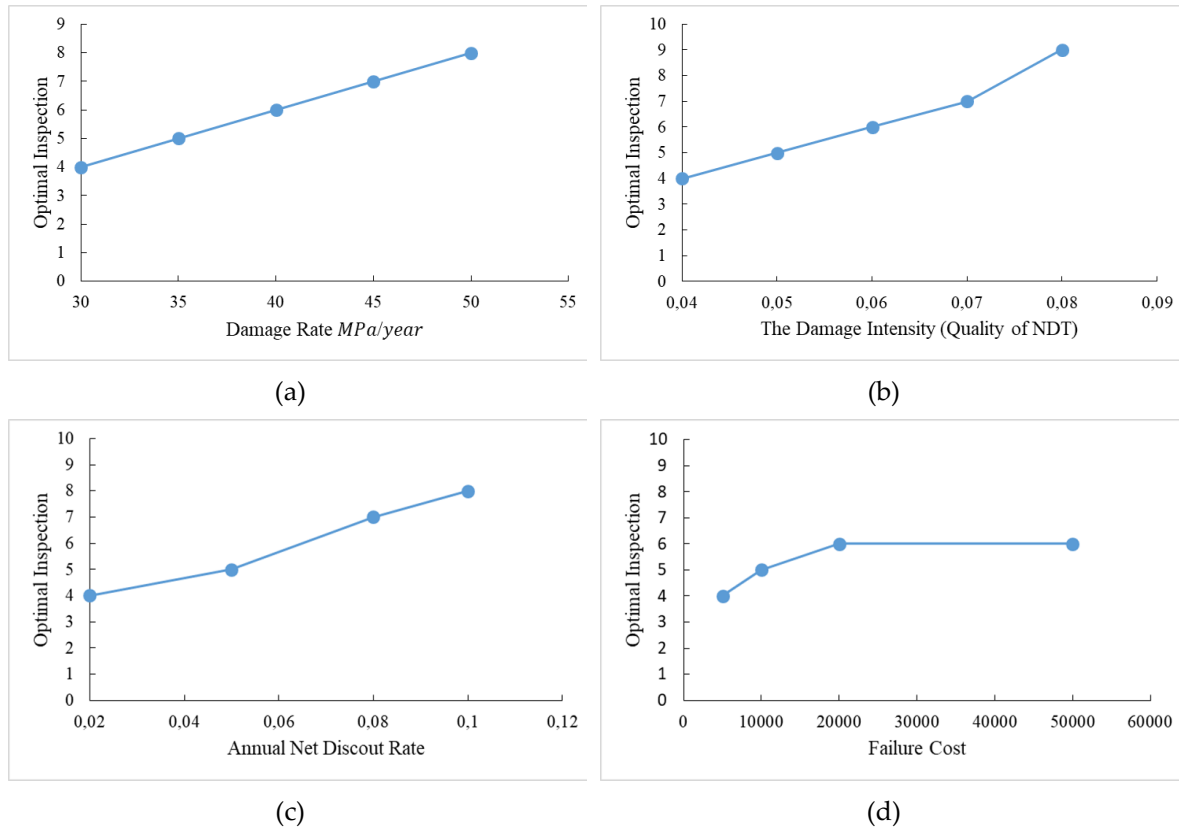 9
8
7
6
5
4
3
2
1
0
Optimal Inspection
30 35 40 45 50 55
Damage Rate MPa/year
(a)
10
9
8
7
6
5
4
3
2
1
0
Optimal Inspection
0,04 0,05 0,06 0,07 0,08 0,09
The Damage Intensity (Quality of NDT)
(b)
10
9
8
7
6
5
4
3
2
1
0
Optimal Inspection
0,02 0,04 0,06 0,08 0,1 0,12
Annual Net Discout Rate
(c)
10
9
8
7
6
5
4
3
2
1
0
Optimal Inspection
0 10000 20000 30000 40000 50000 60000
Failure Cost
(d)